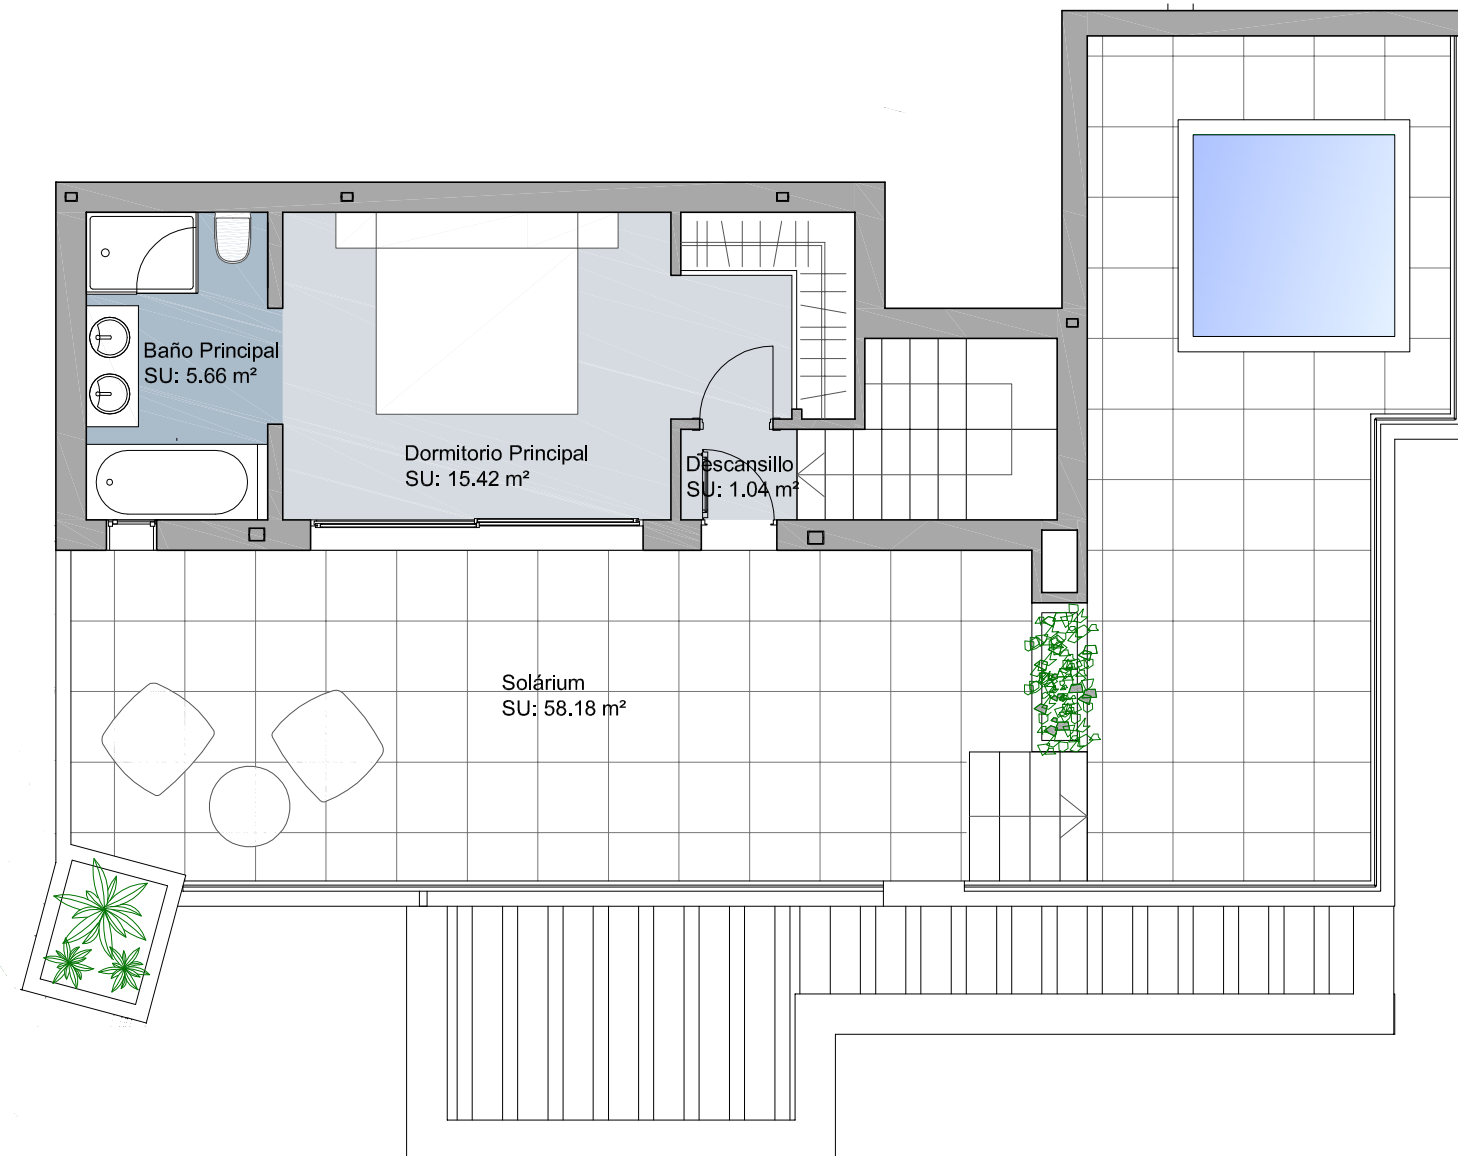 Baño Principal
SU: 5.66 m²
Dormitorio Principal
SU: 15.42 m²
Descansillo
SU: 1.04 m²
Solárium
SU: 58.18 m²